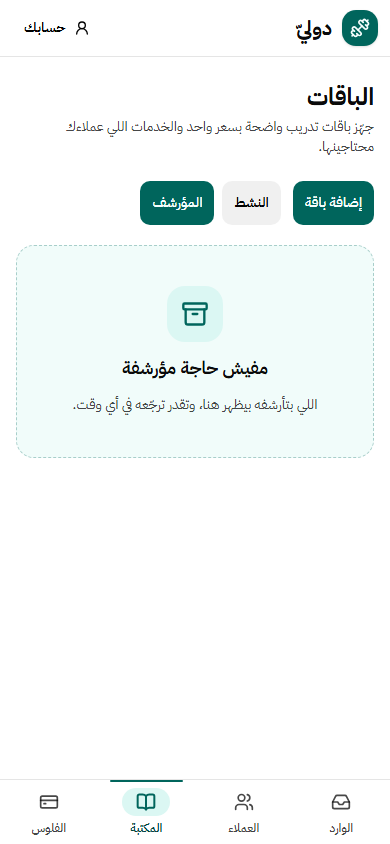 دوليّ
حسابك
الباقات
جهّز باقات تدريب واضحة بسعر واحد والخدمات اللي عملاءك
محتاجينها.
إضافة باقة
النشط
المؤرشف
مفيش حاجة مؤرشفة
اللي بتأرشفه بيظهر هنا، وتقدر ترجّعه في أي وقت.
الوارد
العملاء
المكتبة
الفلوس